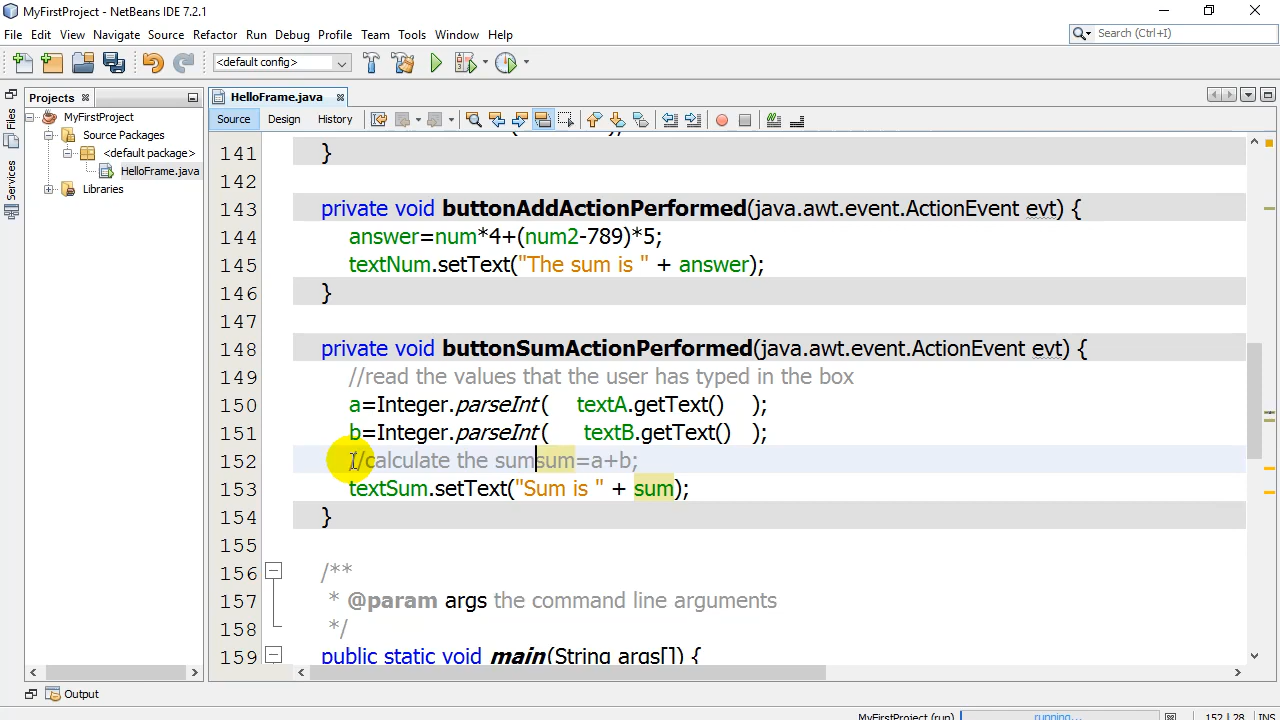 MyFirstProject - NetBeans IDE 7.2.1
File Edit View Navigate Source Refactor Run Debug Profile Team Tools Window Help
Search (Ctrl+I)
<default config>
Projects
HelloFrame.java
Files
Services
MyFirstProject
Source Packages
<default package>
HelloFrame.java
Libraries
Source Design History
141 }
142
143 private void buttonAddActionPerformed(java.awt.event.ActionEvent evt) {
144 answer=num*4+(num2-789)*5;
145 textNum.setText("The sum is " + answer);
146 }
147
148 private void buttonSumActionPerformed(java.awt.event.ActionEvent evt) {
149 //read the values that the user has typed in the box
150 a=Integer.parseInt( textA.getText() );
151 b=Integer.parseInt( textB.getText() );
152 //calculate the sumsum=a+b;
153 textSum.setText("Sum is " + sum);
154 }
155
156 /**
157 * @param args the command line arguments
158 */
159 public static void main(String args[]) {
Output
MyFirstProject (run) running... 152 | 28 INS